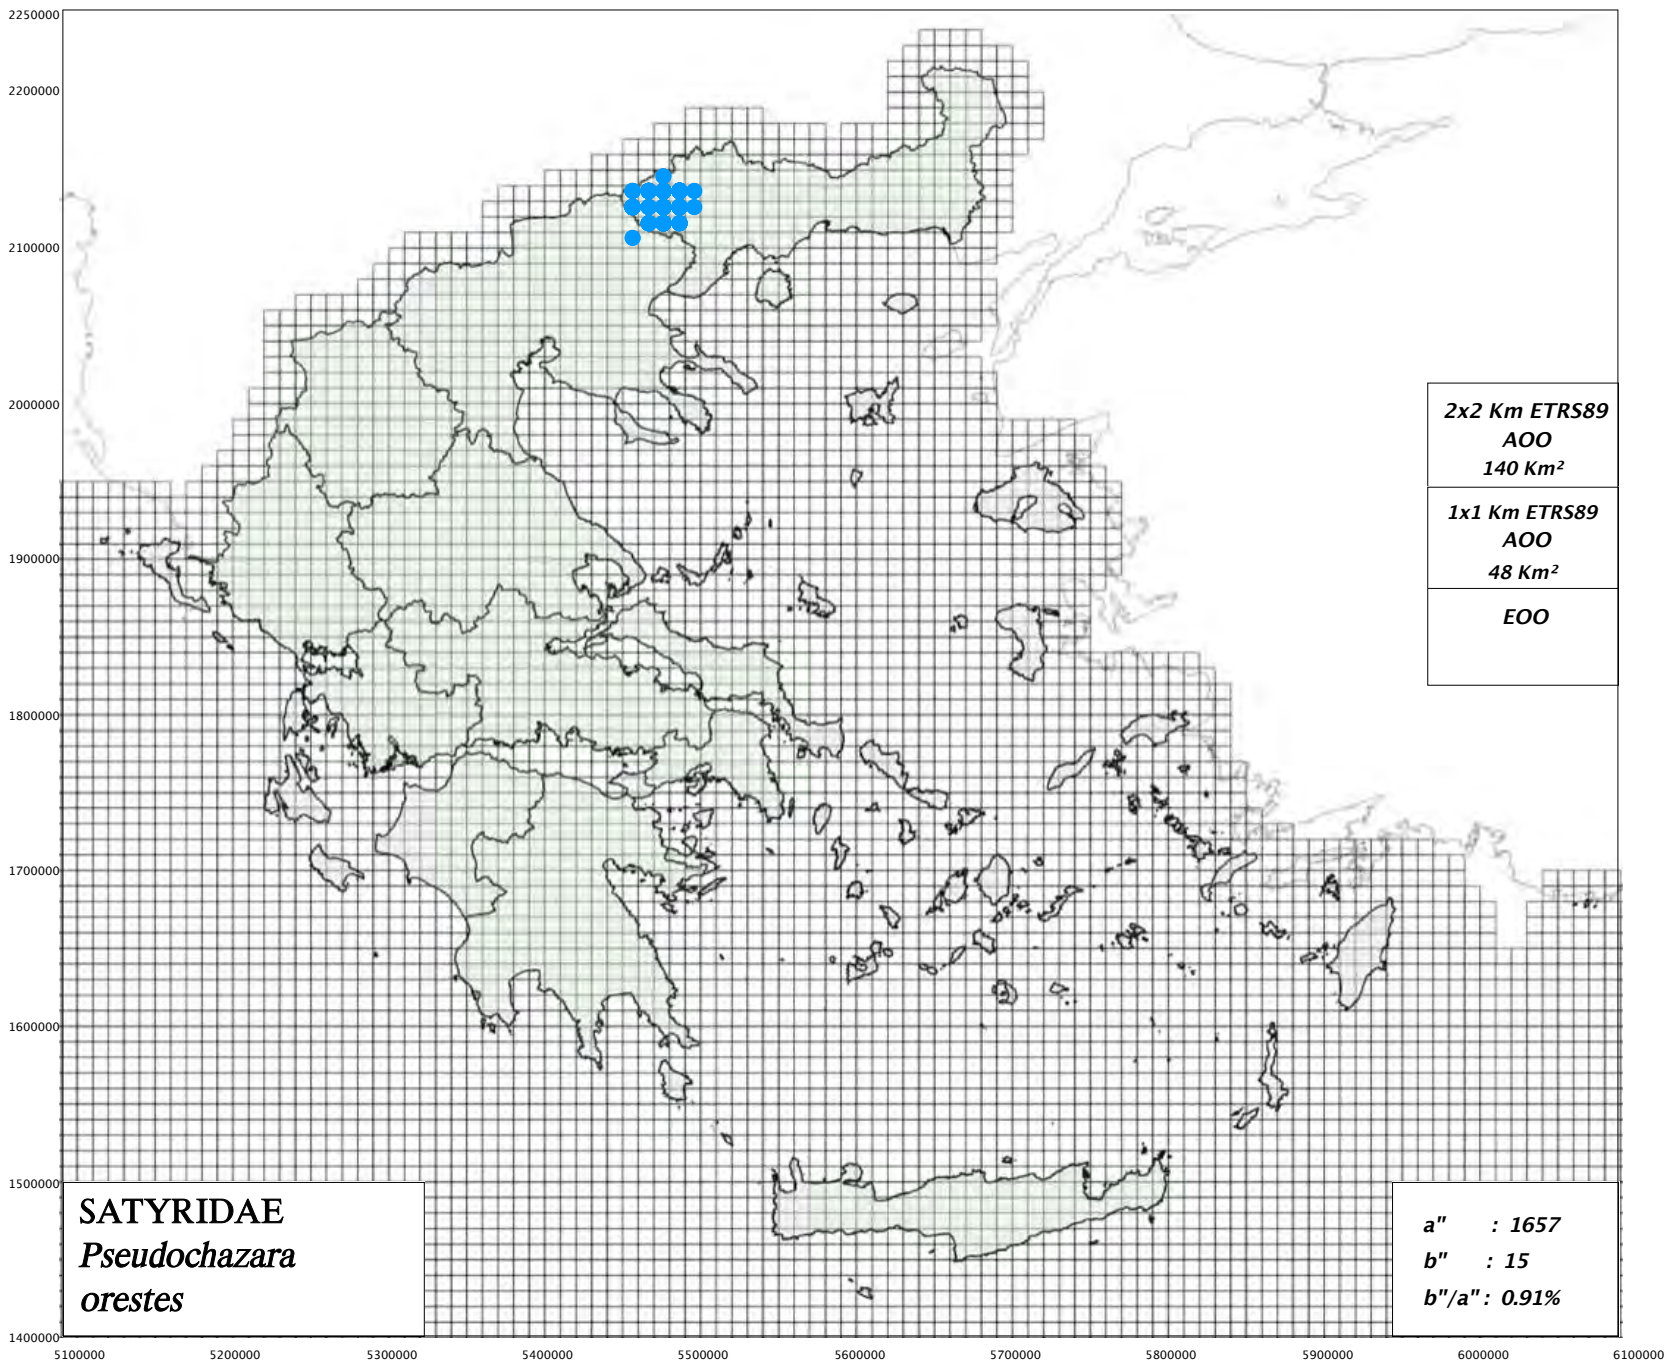 2250000
2200000
2100000
2000000
1900000
1800000
1700000
1600000
1500000
1400000
2x2 Km ETRS89
AOO
140 Km²
1x1 Km ETRS89
AOO
48 Km²
EOO
SATYRIDAE
Pseudochazara
orestes
a" : 1657
b" : 15
b"/a" : 0.91%
5100000 5200000 5300000 5400000 5500000 5600000 5700000 5800000 5900000 6000000 6100000